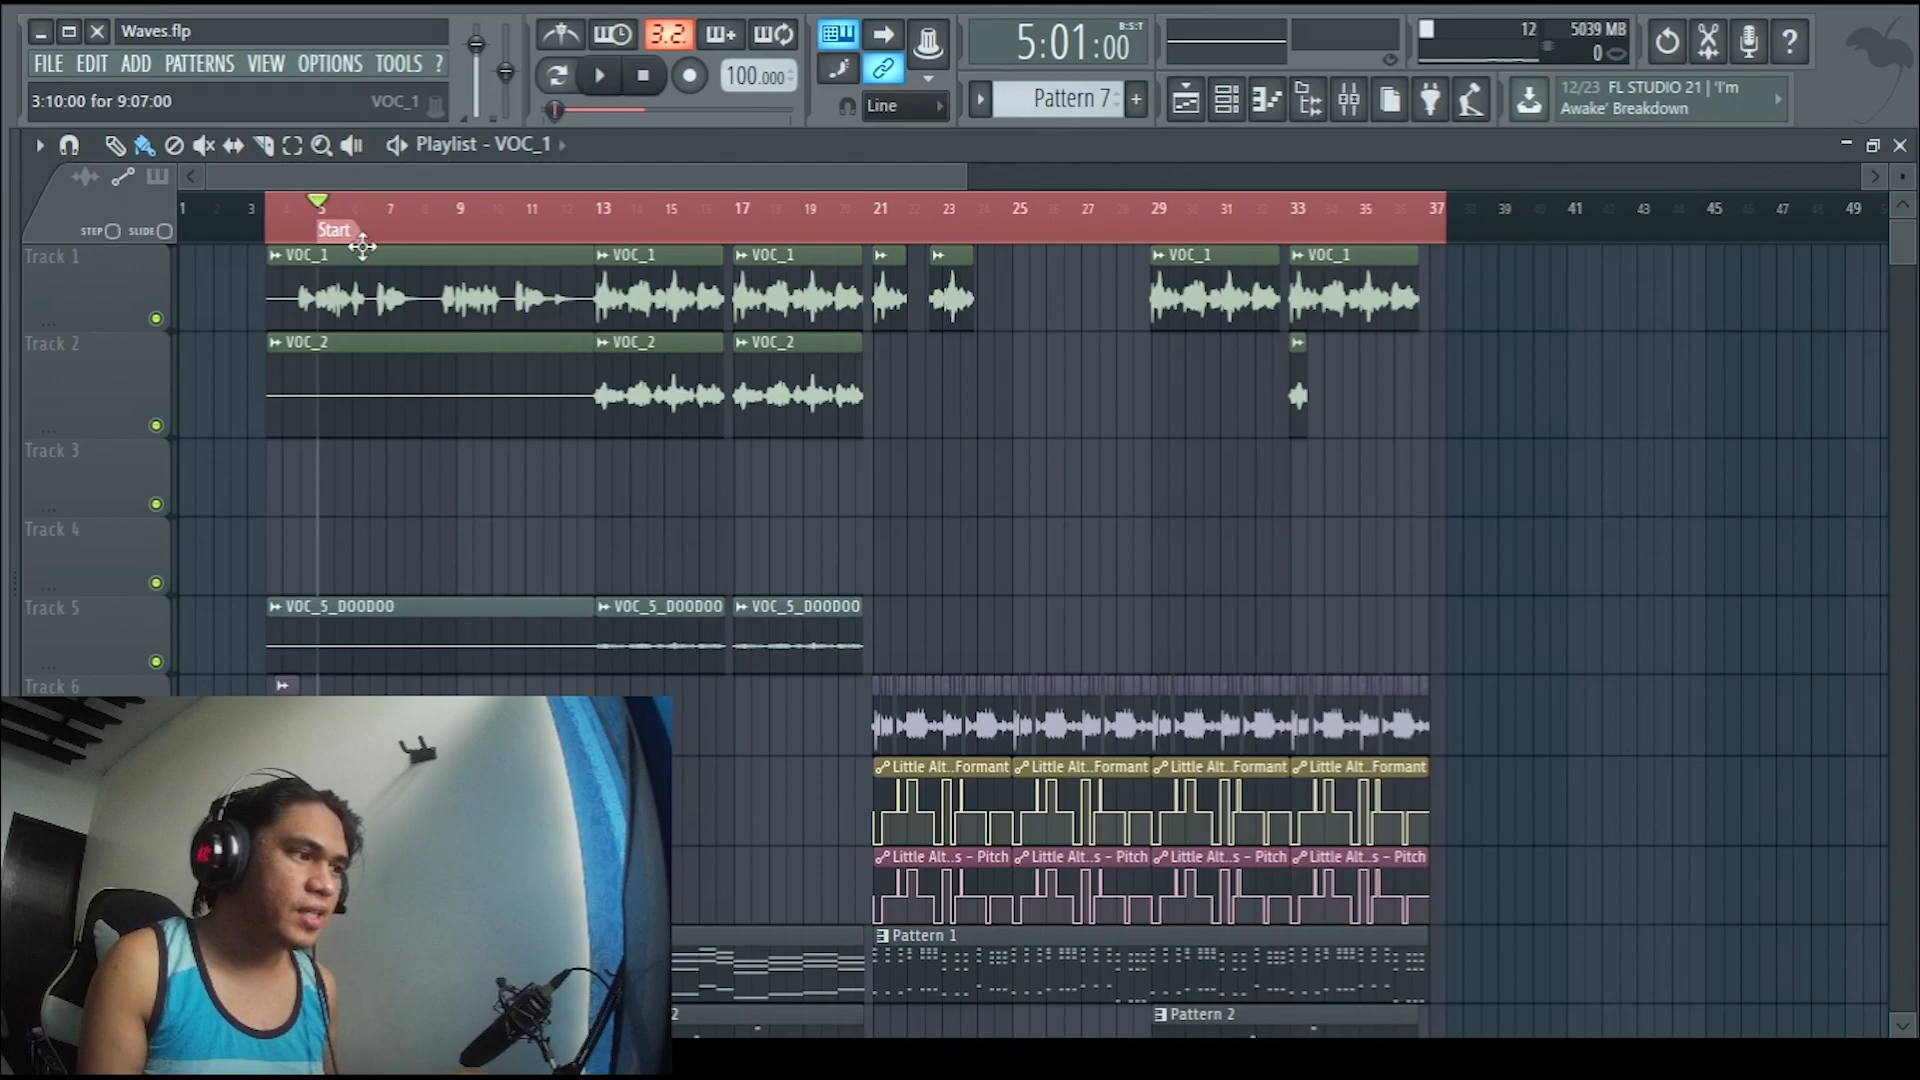 Waves.flp
FILE EDIT ADD PATTERNS VIEW OPTIONS TOOLS ?
3:10:00 for 9:07:00 VOC_1
3.2.
100.000
Line
5:01:00
B:S:T
Pattern 7
+
12 5039 MB
0
?
12/23 FL STUDIO 21 | 'I'm
Awake' Breakdown
Playlist - VOC_1
STEP SLIDE
1 3 5 7 9 11 13 15 17 19 21 23 25 27 29 31 33 35 37 39 41 43 45 47 49
Start
Track 1
VOC_1 VOC_1 VOC_1 VOC_1 VOC_1
Track 2
VOC_2 VOC_2 VOC_2
Track 3
Track 4
Track 5
VOC_5_DOODOO VOC_5_DOODOO VOC_5_DOODOO
Track 6
Little Alt..Formant Little Alt..Formant Little Alt..Formant Little Alt..Formant
Little Alt..s - Pitch Little Alt..s - Pitch Little Alt..s - Pitch Little Alt..s - Pitch
Pattern 1
2 Pattern 2